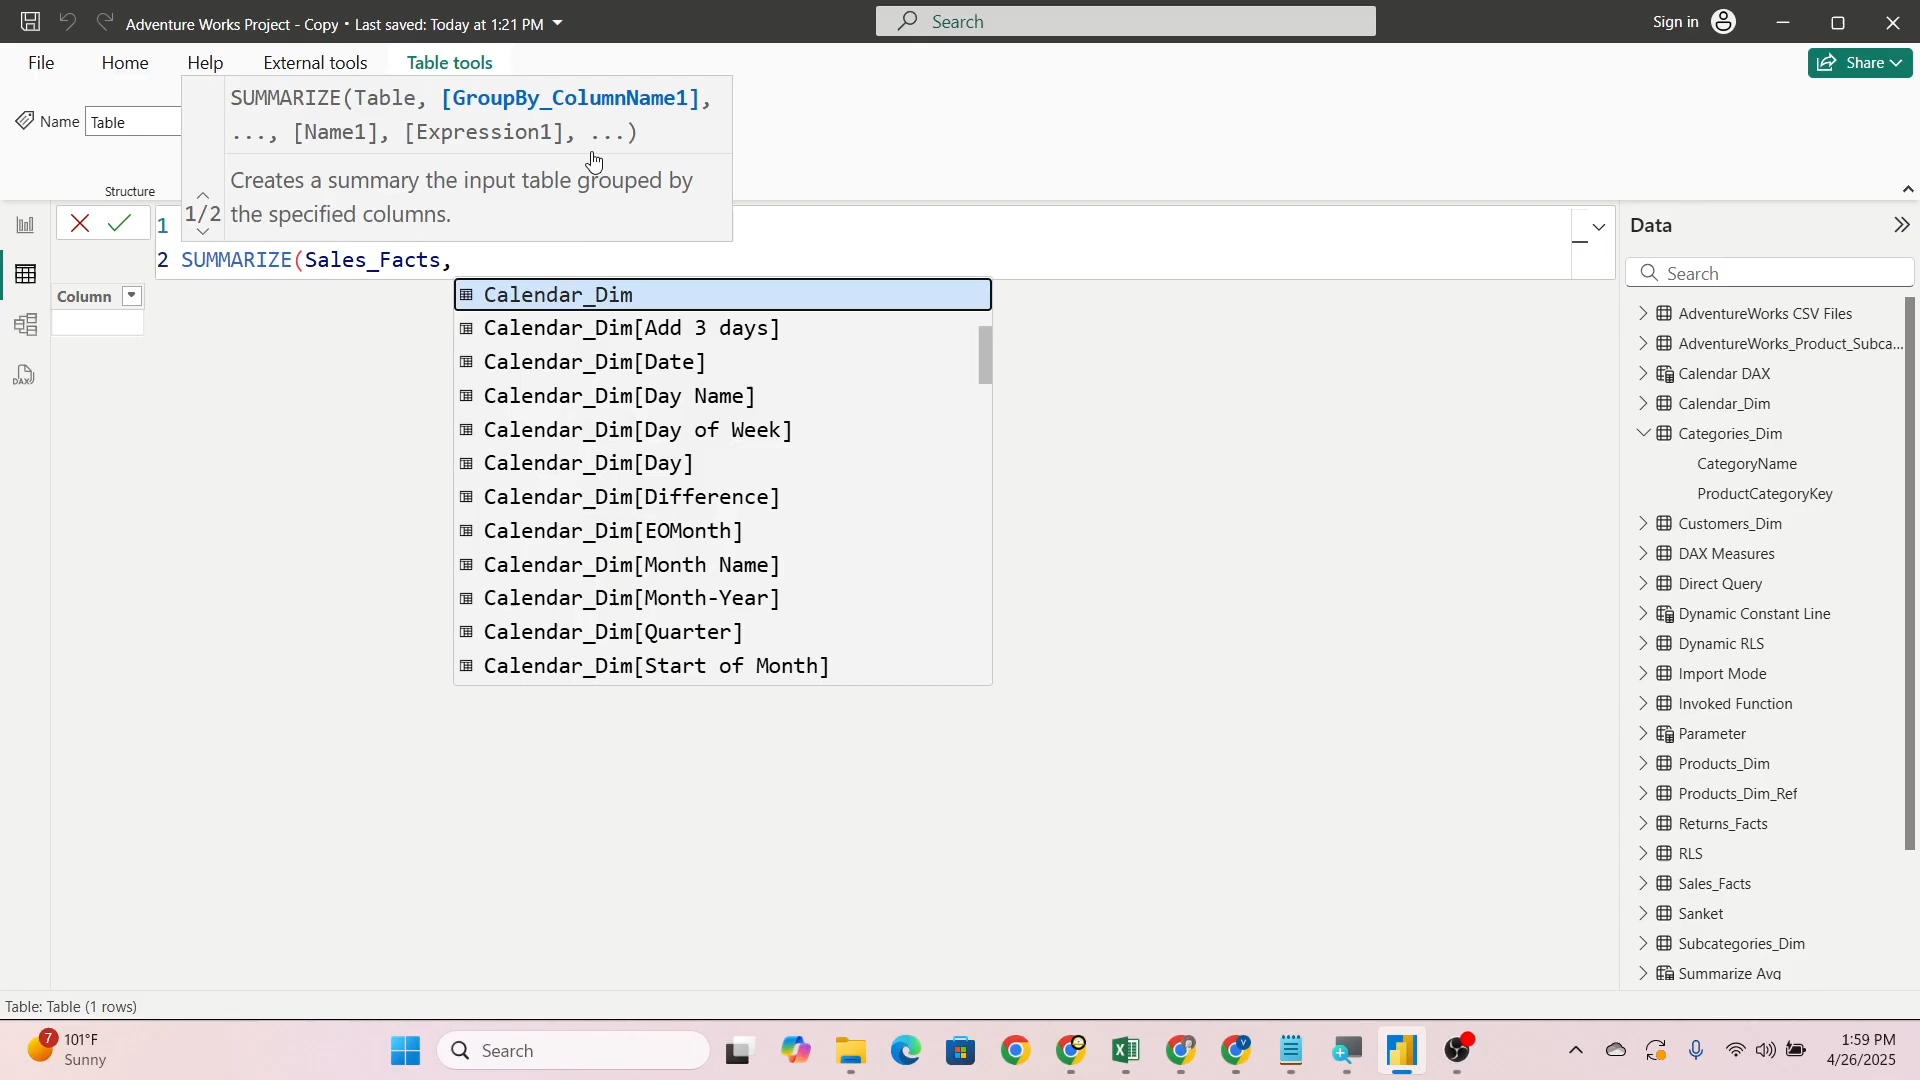 Adventure Works Project - Copy • Last saved: Today at 1:21 PM
Search
Sign in
File
Home
Help
External tools
Table tools
Share
Name
Table
Structure
SUMMARIZE(Table, [GroupBy_ColumnName1],
..., [Name1], [Expression1], ...)
Creates a summary the input table grouped by
the specified columns.
1/2
1
2 SUMMARIZE(Sales_Facts,
Column
Calendar_Dim
Calendar_Dim[Add 3 days]
Calendar_Dim[Date]
Calendar_Dim[Day Name]
Calendar_Dim[Day of Week]
Calendar_Dim[Day]
Calendar_Dim[Difference]
Calendar_Dim[EOMonth]
Calendar_Dim[Month Name]
Calendar_Dim[Month-Year]
Calendar_Dim[Quarter]
Calendar_Dim[Start of Month]
DAX
Data
Search
AdventureWorks CSV Files
AdventureWorks_Product_Subca...
Calendar DAX
Calendar_Dim
Categories_Dim
CategoryName
ProductCategoryKey
Customers_Dim
DAX Measures
Direct Query
Dynamic Constant Line
Dynamic RLS
Import Mode
Invoked Function
Parameter
Products_Dim
Products_Dim_Ref
Returns_Facts
RLS
Sales_Facts
Sanket
Subcategories_Dim
Summarize Avg
Table: Table (1 rows)
7
101°F
Sunny
Search
V
1:59 PM
4/26/2025